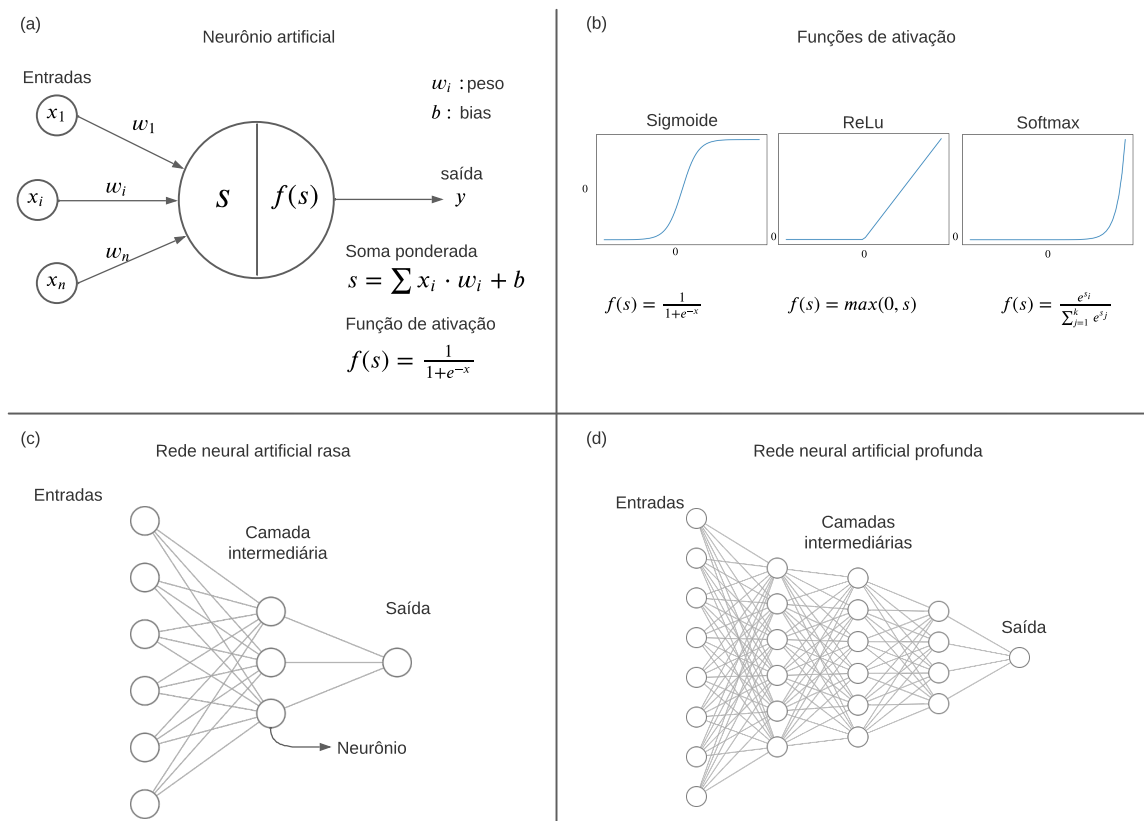 (a)
Neurônio artificial
Entradas
x_1
w_1
x_i
w_i
x_n
w_n
s
f(s)
w_i : peso
b : bias
saída
y
Soma ponderada
s = ∑ x_i · w_i + b
Função de ativação
f(s) = 1/(1+e^{-x})
(b)
Funções de ativação
Sigmoide
0
0
f(s) = 1/(1+e^{-x})
ReLu
0
0
f(s) = max(0, s)
Softmax
0
0
f(s) = e^{s_i}/∑_{j=1}^{k} e^{s_j}
(c)
Rede neural artificial rasa
Entradas
Camada
intermediária
Saída
Neurônio
(d)
Rede neural artificial profunda
Entradas
Camadas
intermediárias
Saída